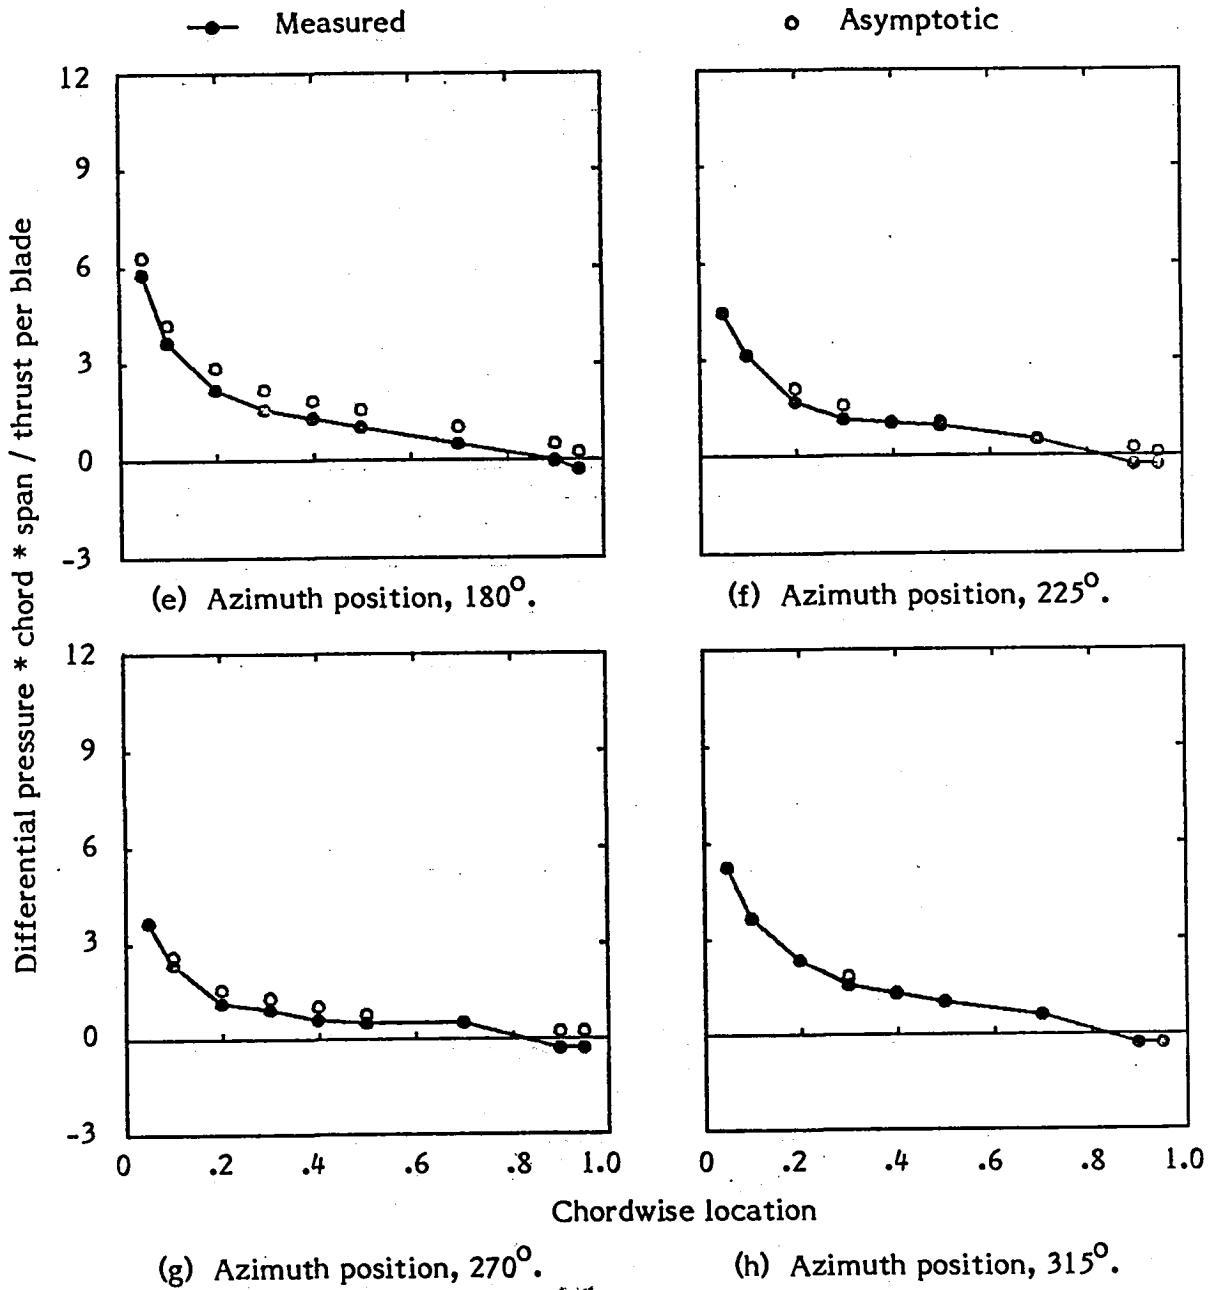 Measured
Asymptotic
Differential pressure * chord * span / thrust per blade
12
9
6
3
0
-3
(e) Azimuth position, 180°.
(f) Azimuth position, 225°.
12
9
6
3
0
-3
0 .2 .4 .6 .8 1.0
0 .2 .4 .6 .8 1.0
Chordwise location
(g) Azimuth position, 270°.
(h) Azimuth position, 315°.